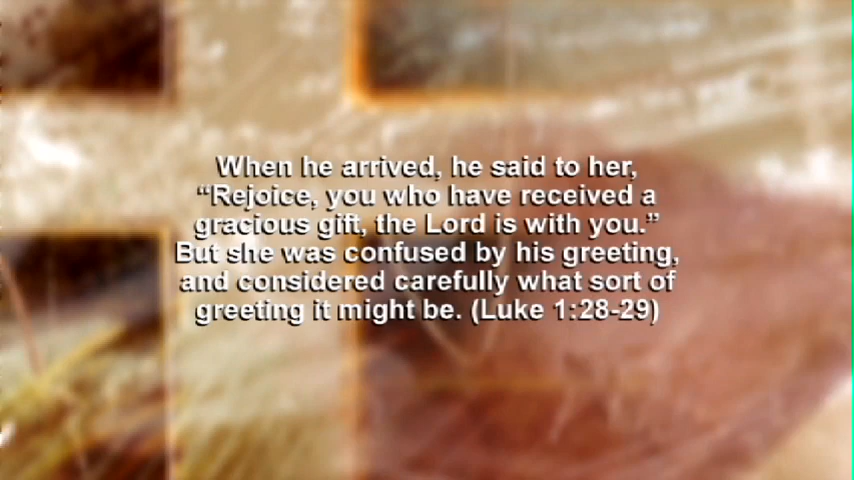 When he arrived, he said to her,
“Rejoice, you who have received a
gracious gift, the Lord is with you.”
But she was confused by his greeting,
and considered carefully what sort of
greeting it might be. (Luke 1:28-29)